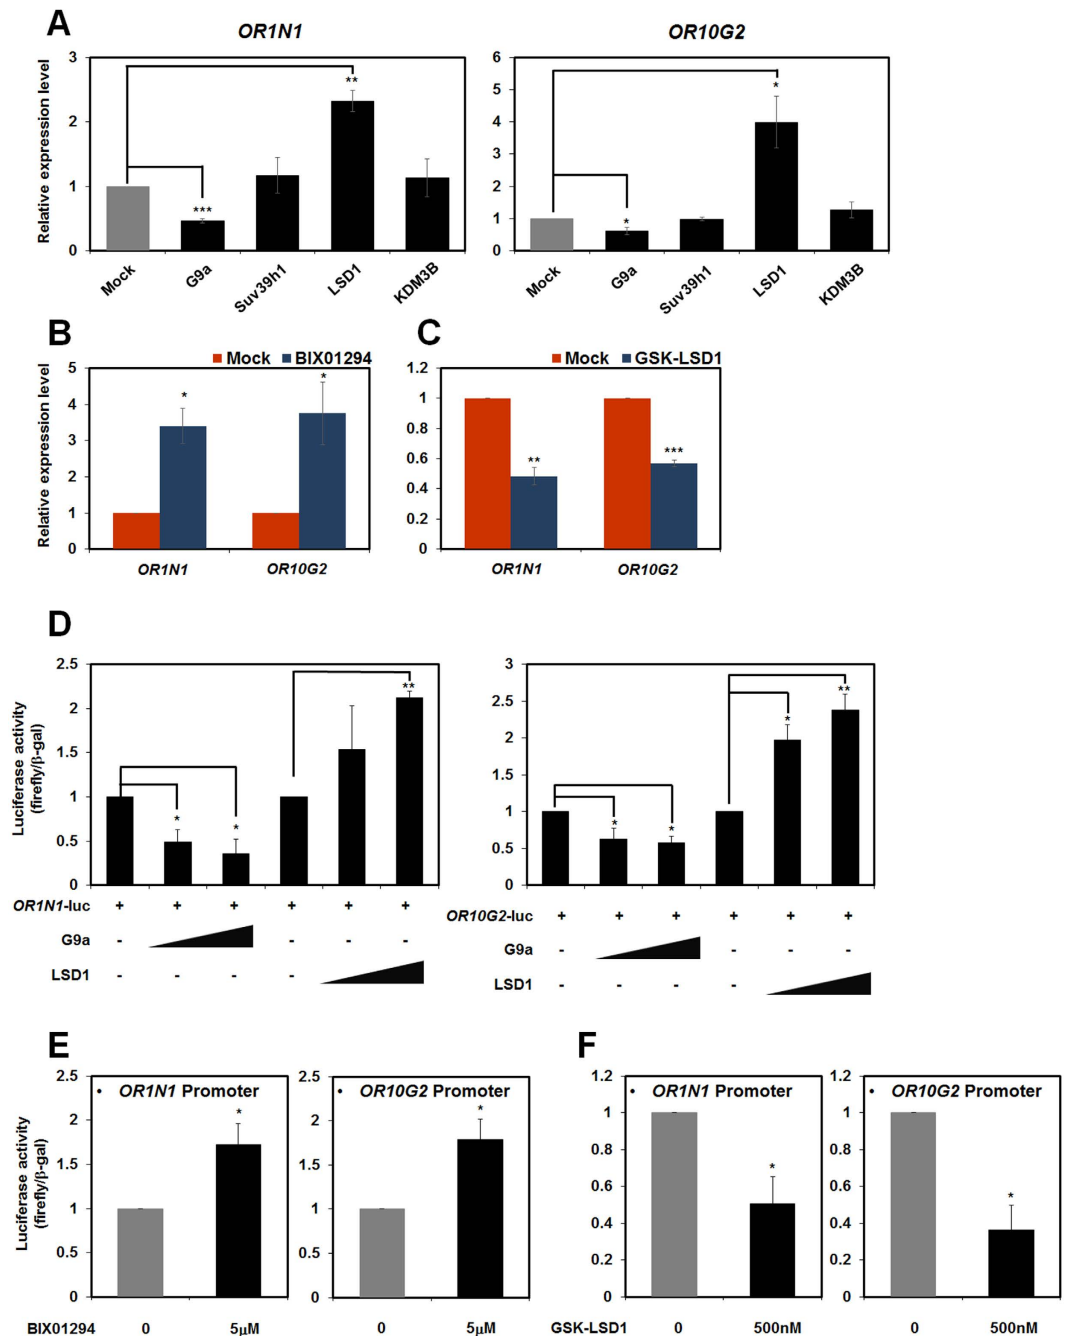 A
OR1N1
OR10G2
Relative expression level
3
2
1
0
**
***
Mock
G9a
Suv39h1
LSD1
KDM3B
6
5
4
3
2
1
0
*
*
Mock
G9a
Suv39h1
LSD1
KDM3B
B
Mock BIX01294
Relative expression level
5
4
3
2
1
0
*
*
OR1N1
OR10G2
C
Mock GSK-LSD1
1.2
1
0.8
0.6
0.4
0.2
0
**
***
OR1N1
OR10G2
D
Luciferase activity
(firefly/β-gal)
2.5
2
1.5
1
0.5
0
*
*
**
OR1N1-luc + + + + + +
G9a - - -
LSD1 - - - -
3
2.5
2
1.5
1
0.5
0
*
*
*
**
OR10G2-luc + + + + + +
G9a - - - -
LSD1 - - - -
E
Luciferase activity
(firefly/β-gal)
2.5
2
1.5
1
0.5
0
• OR1N1 Promoter
*
2.5
2
1.5
1
0.5
0
• OR10G2 Promoter
*
BIX01294 0 5μM 0 5μM
F
1.2
1
0.8
0.6
0.4
0.2
0
• OR1N1 Promoter
*
1.2
1
0.8
0.6
0.4
0.2
0
• OR10G2 Promoter
*
GSK-LSD1 0 500nM 0 500nM